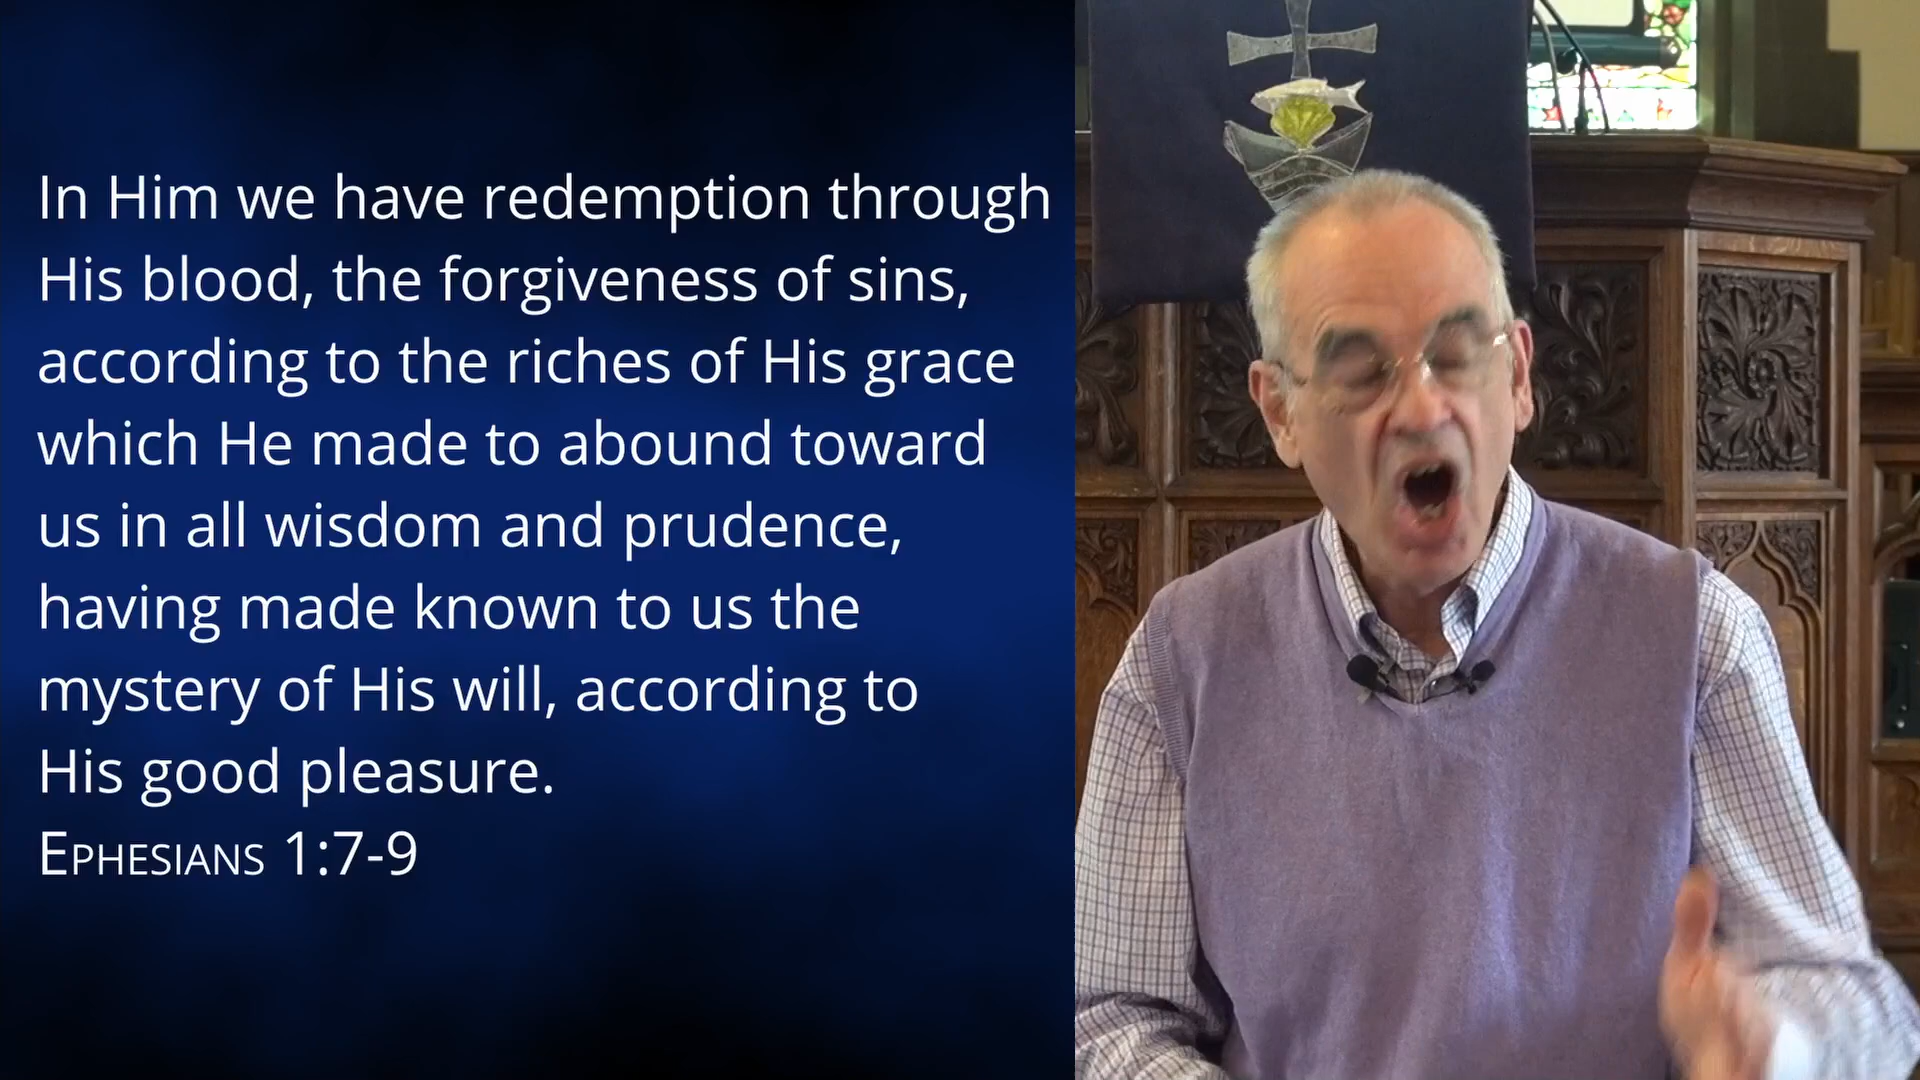 In Him we have redemption through
His blood, the forgiveness of sins,
according to the riches of His grace
which He made to abound toward
us in all wisdom and prudence,
having made known to us the
mystery of His will, according to
His good pleasure.
Ephesians 1:7-9